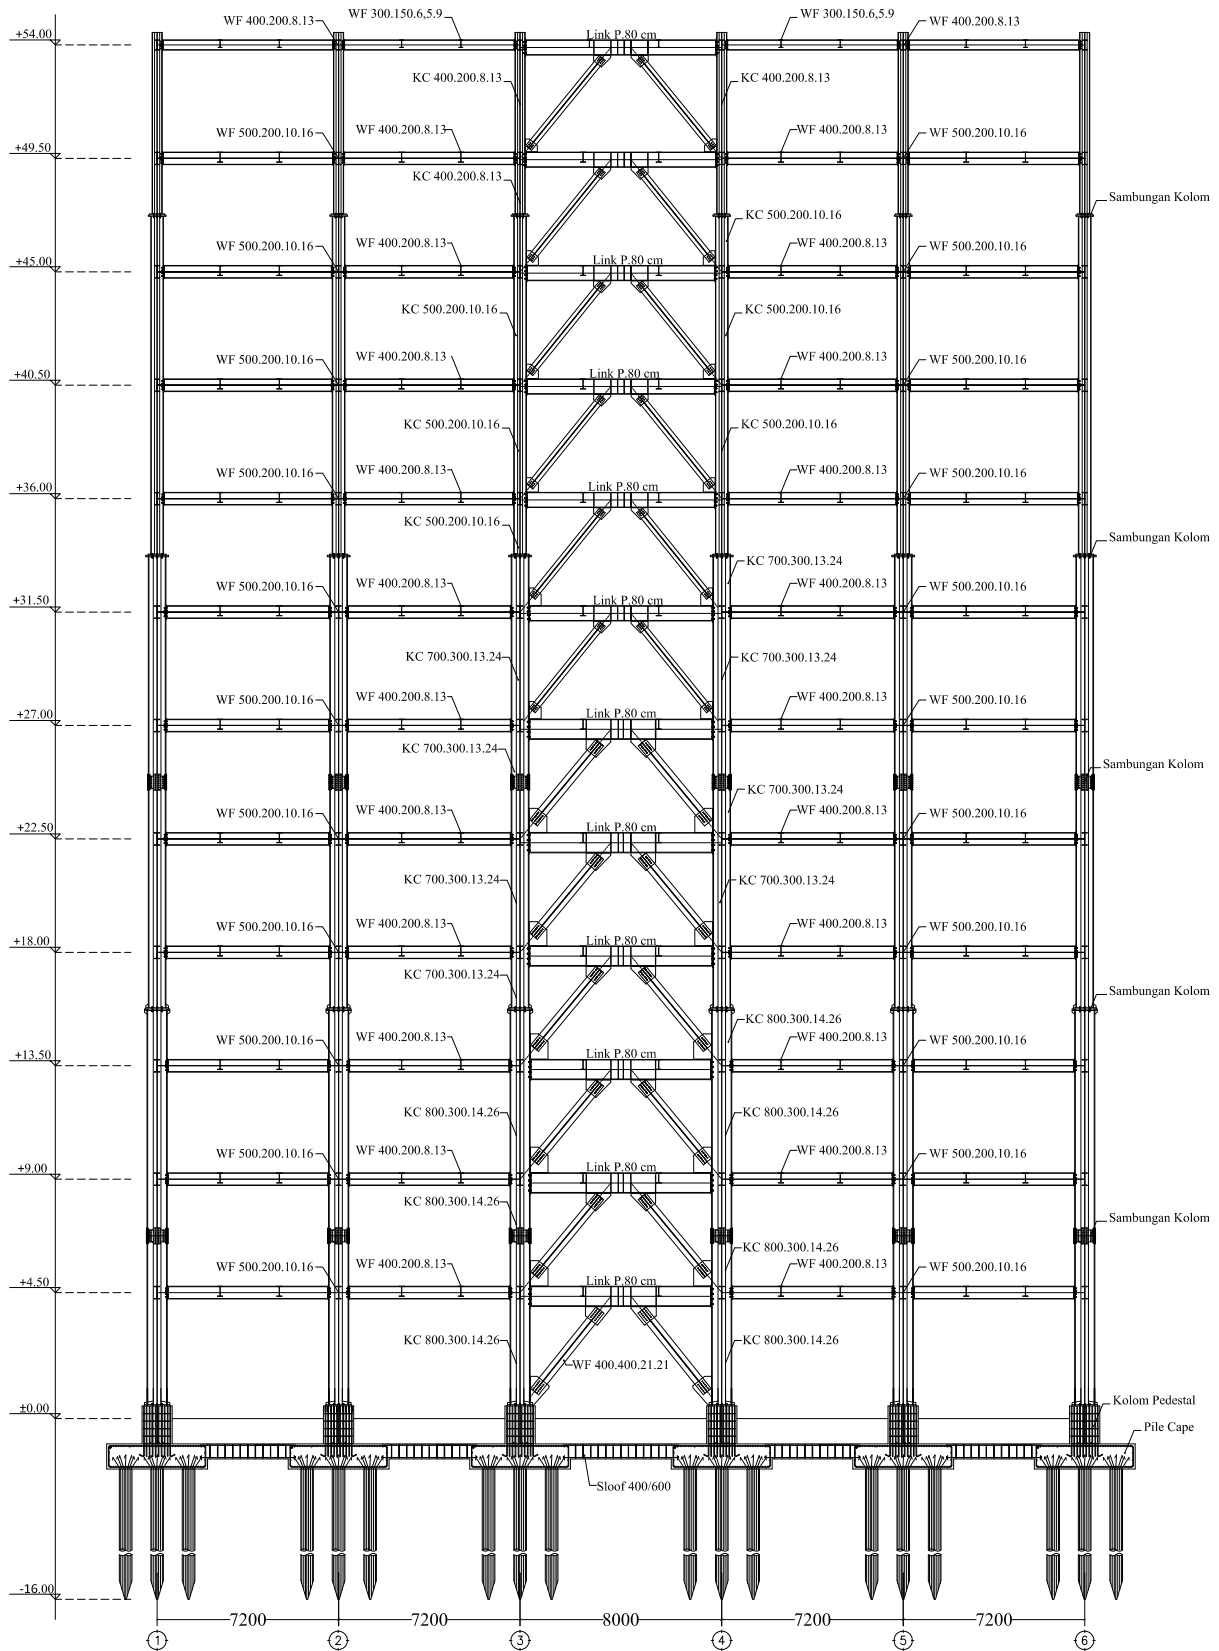 WF 400.200.8.13
WF 300.150.6,5.9
WF 300.150.6,5.9
WF 400.200.8.13
+54.00
Link P.80 cm
KC 400.200.8.13
KC 400.200.8.13
WF 500.200.10.16
WF 400.200.8.13
WF 400.200.8.13
WF 500.200.10.16
+49.50
KC 400.200.8.13
Sambungan Kolom
KC 500.200.10.16
WF 500.200.10.16
WF 400.200.8.13
WF 400.200.8.13
WF 500.200.10.16
+45.00
Link P.80 cm
KC 500.200.10.16
KC 500.200.10.16
WF 500.200.10.16
WF 400.200.8.13
WF 400.200.8.13
WF 500.200.10.16
+40.50
Link P.80 cm
KC 500.200.10.16
KC 500.200.10.16
WF 500.200.10.16
WF 400.200.8.13
WF 400.200.8.13
WF 500.200.10.16
+36.00
Link P.80 cm
KC 500.200.10.16
Sambungan Kolom
KC 700.300.13.24
WF 500.200.10.16
WF 400.200.8.13
WF 400.200.8.13
WF 500.200.10.16
+31.50
Link P.80 cm
KC 700.300.13.24
KC 700.300.13.24
WF 500.200.10.16
WF 400.200.8.13
WF 400.200.8.13
WF 500.200.10.16
+27.00
Link P.80 cm
KC 700.300.13.24
Sambungan Kolom
KC 700.300.13.24
WF 500.200.10.16
WF 400.200.8.13
WF 400.200.8.13
WF 500.200.10.16
+22.50
Link P.80 cm
KC 700.300.13.24
KC 700.300.13.24
WF 500.200.10.16
WF 400.200.8.13
WF 400.200.8.13
WF 500.200.10.16
+18.00
Link P.80 cm
KC 700.300.13.24
Sambungan Kolom
KC 800.300.14.26
WF 500.200.10.16
WF 400.200.8.13
WF 400.200.8.13
WF 500.200.10.16
+13.50
Link P.80 cm
KC 800.300.14.26
KC 800.300.14.26
WF 500.200.10.16
WF 400.200.8.13
WF 400.200.8.13
WF 500.200.10.16
+9.00
Link P.80 cm
KC 800.300.14.26
Sambungan Kolom
KC 800.300.14.26
WF 500.200.10.16
WF 400.200.8.13
WF 400.200.8.13
WF 500.200.10.16
+4.50
Link P.80 cm
KC 800.300.14.26
KC 800.300.14.26
WF 400.400.21.21
±0.00
Kolom Pedestal
Pile Cape
Sloof 400/600
-16.00
7200
7200
8000
7200
7200
1
2
3
4
5
6